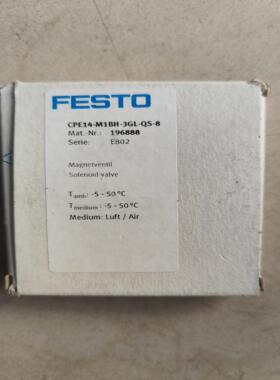 FESTO
CPE14-M1BH-3GL-QS-8
Mat.-Nr.: 196888
Serie: E802
Magnetventil
Solenoid valve
Tamb: -5 - 50 °C
Tmedium: -5 - 50 °C
Medium: Luft / Air